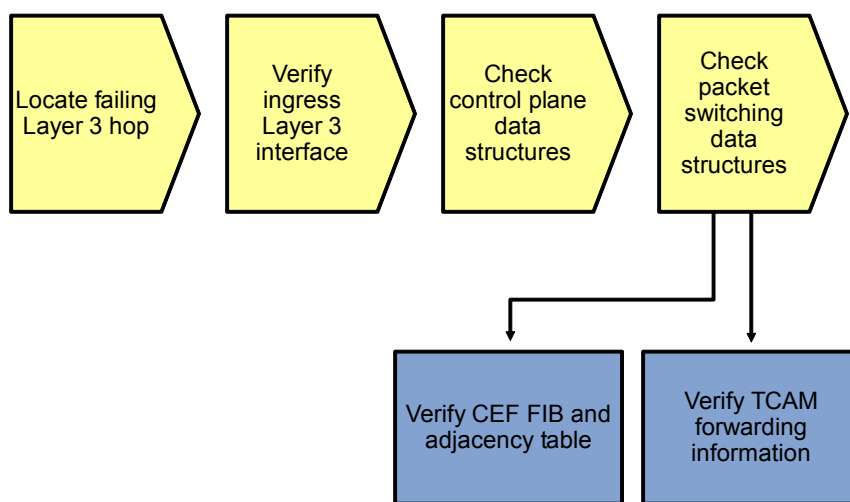 Locate failing
Layer 3 hop
Verify
ingress
Layer 3
interface
Check
control plane
data
structures
Check
packet
switching
data
structures
Verify CEF FIB and
adjacency table
Verify TCAM
forwarding
information